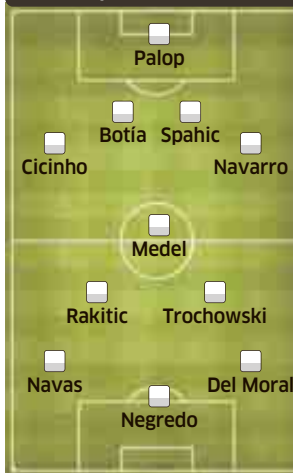 Palop
Botía Spahic
Cicinho Navarro
Medel
Rakitic Trochowski
Navas Del Moral
Negredo